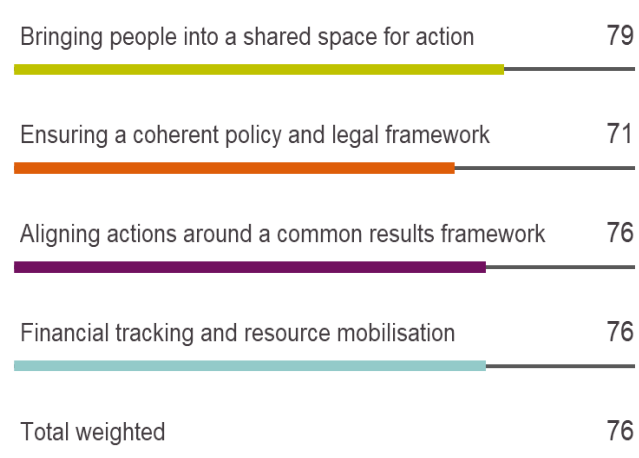 Bringing people into a shared space for action 79
Ensuring a coherent policy and legal framework 71
Aligning actions around a common results framework 76
Financial tracking and resource mobilisation 76
Total weighted 76